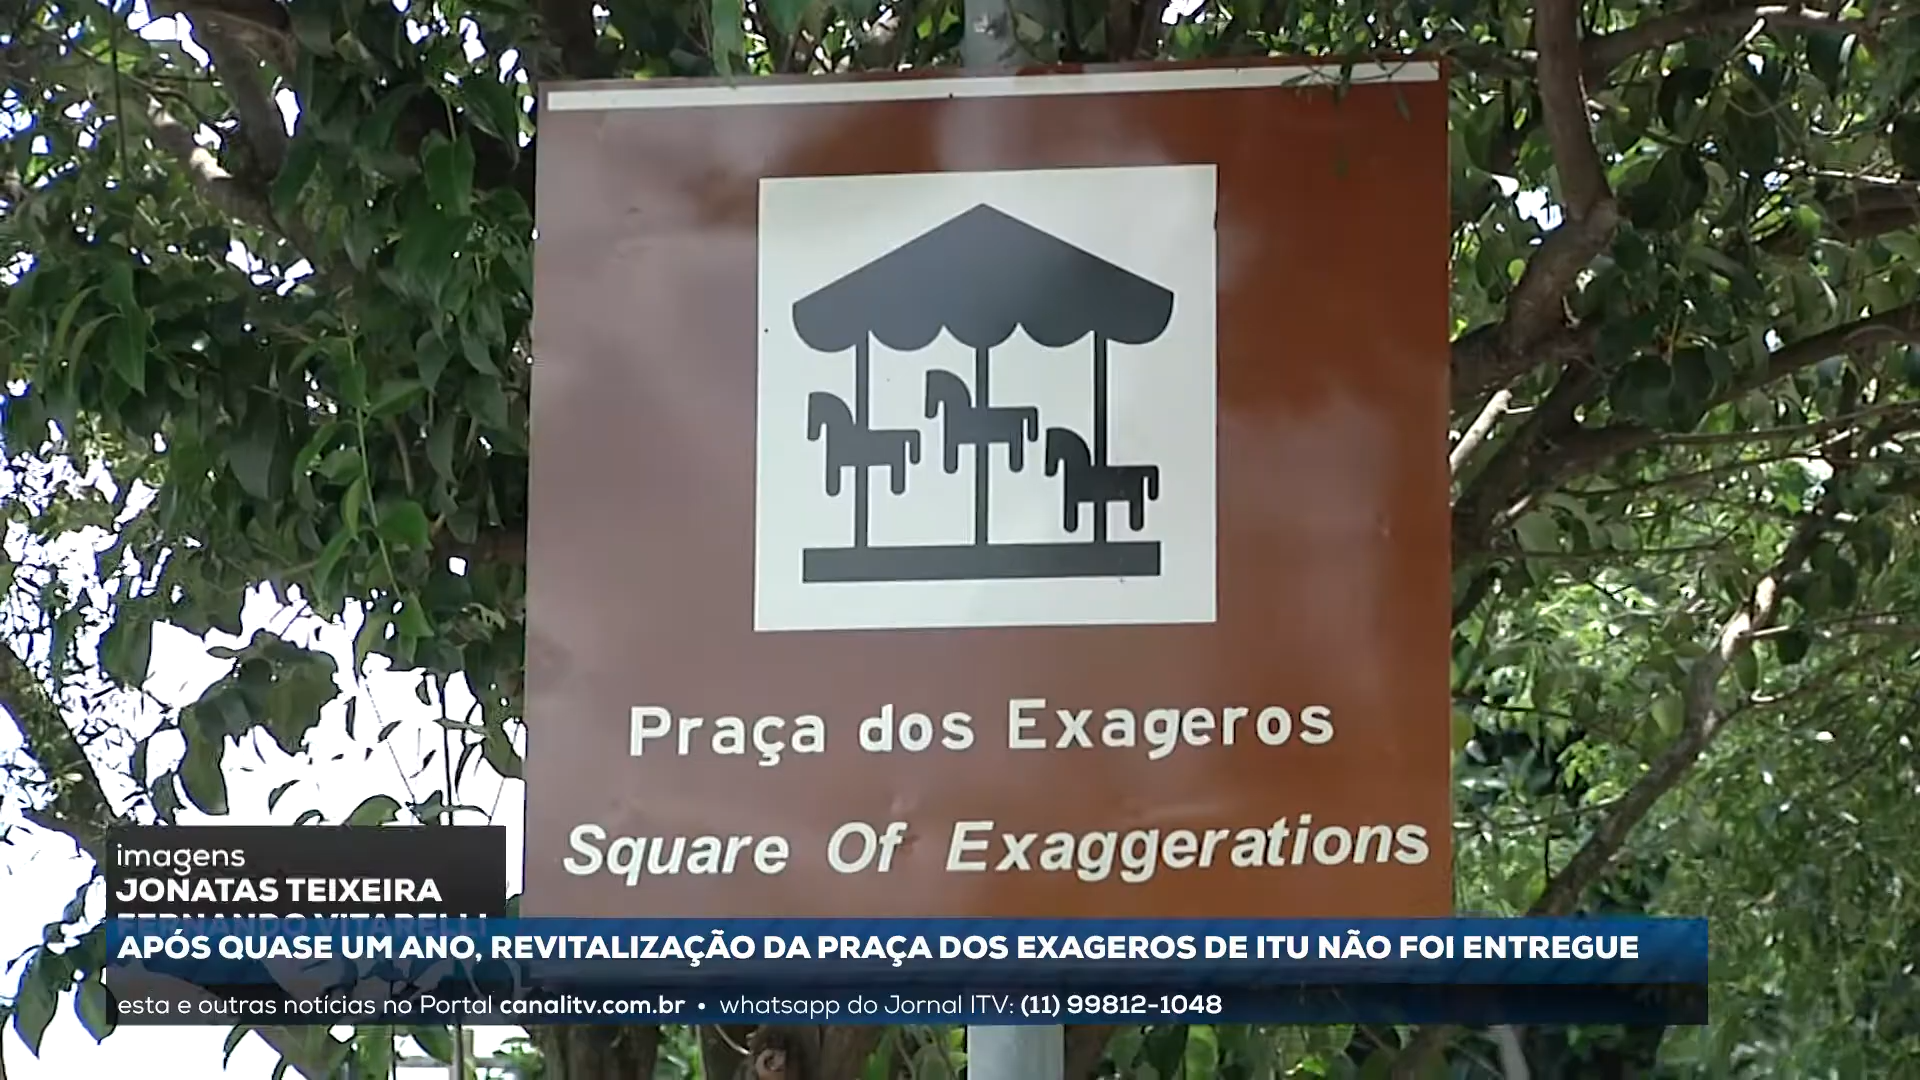 Praça dos Exageros
Square Of Exaggerations
imagens
JONATAS TEIXEIRA
FERNANDO VITARELLI
APÓS QUASE UM ANO, REVITALIZAÇÃO DA PRAÇA DOS EXAGEROS DE ITU NÃO FOI ENTREGUE
esta e outras notícias no Portal canalitv.com.br • whatsapp do Jornal ITV: (11) 99812-1048